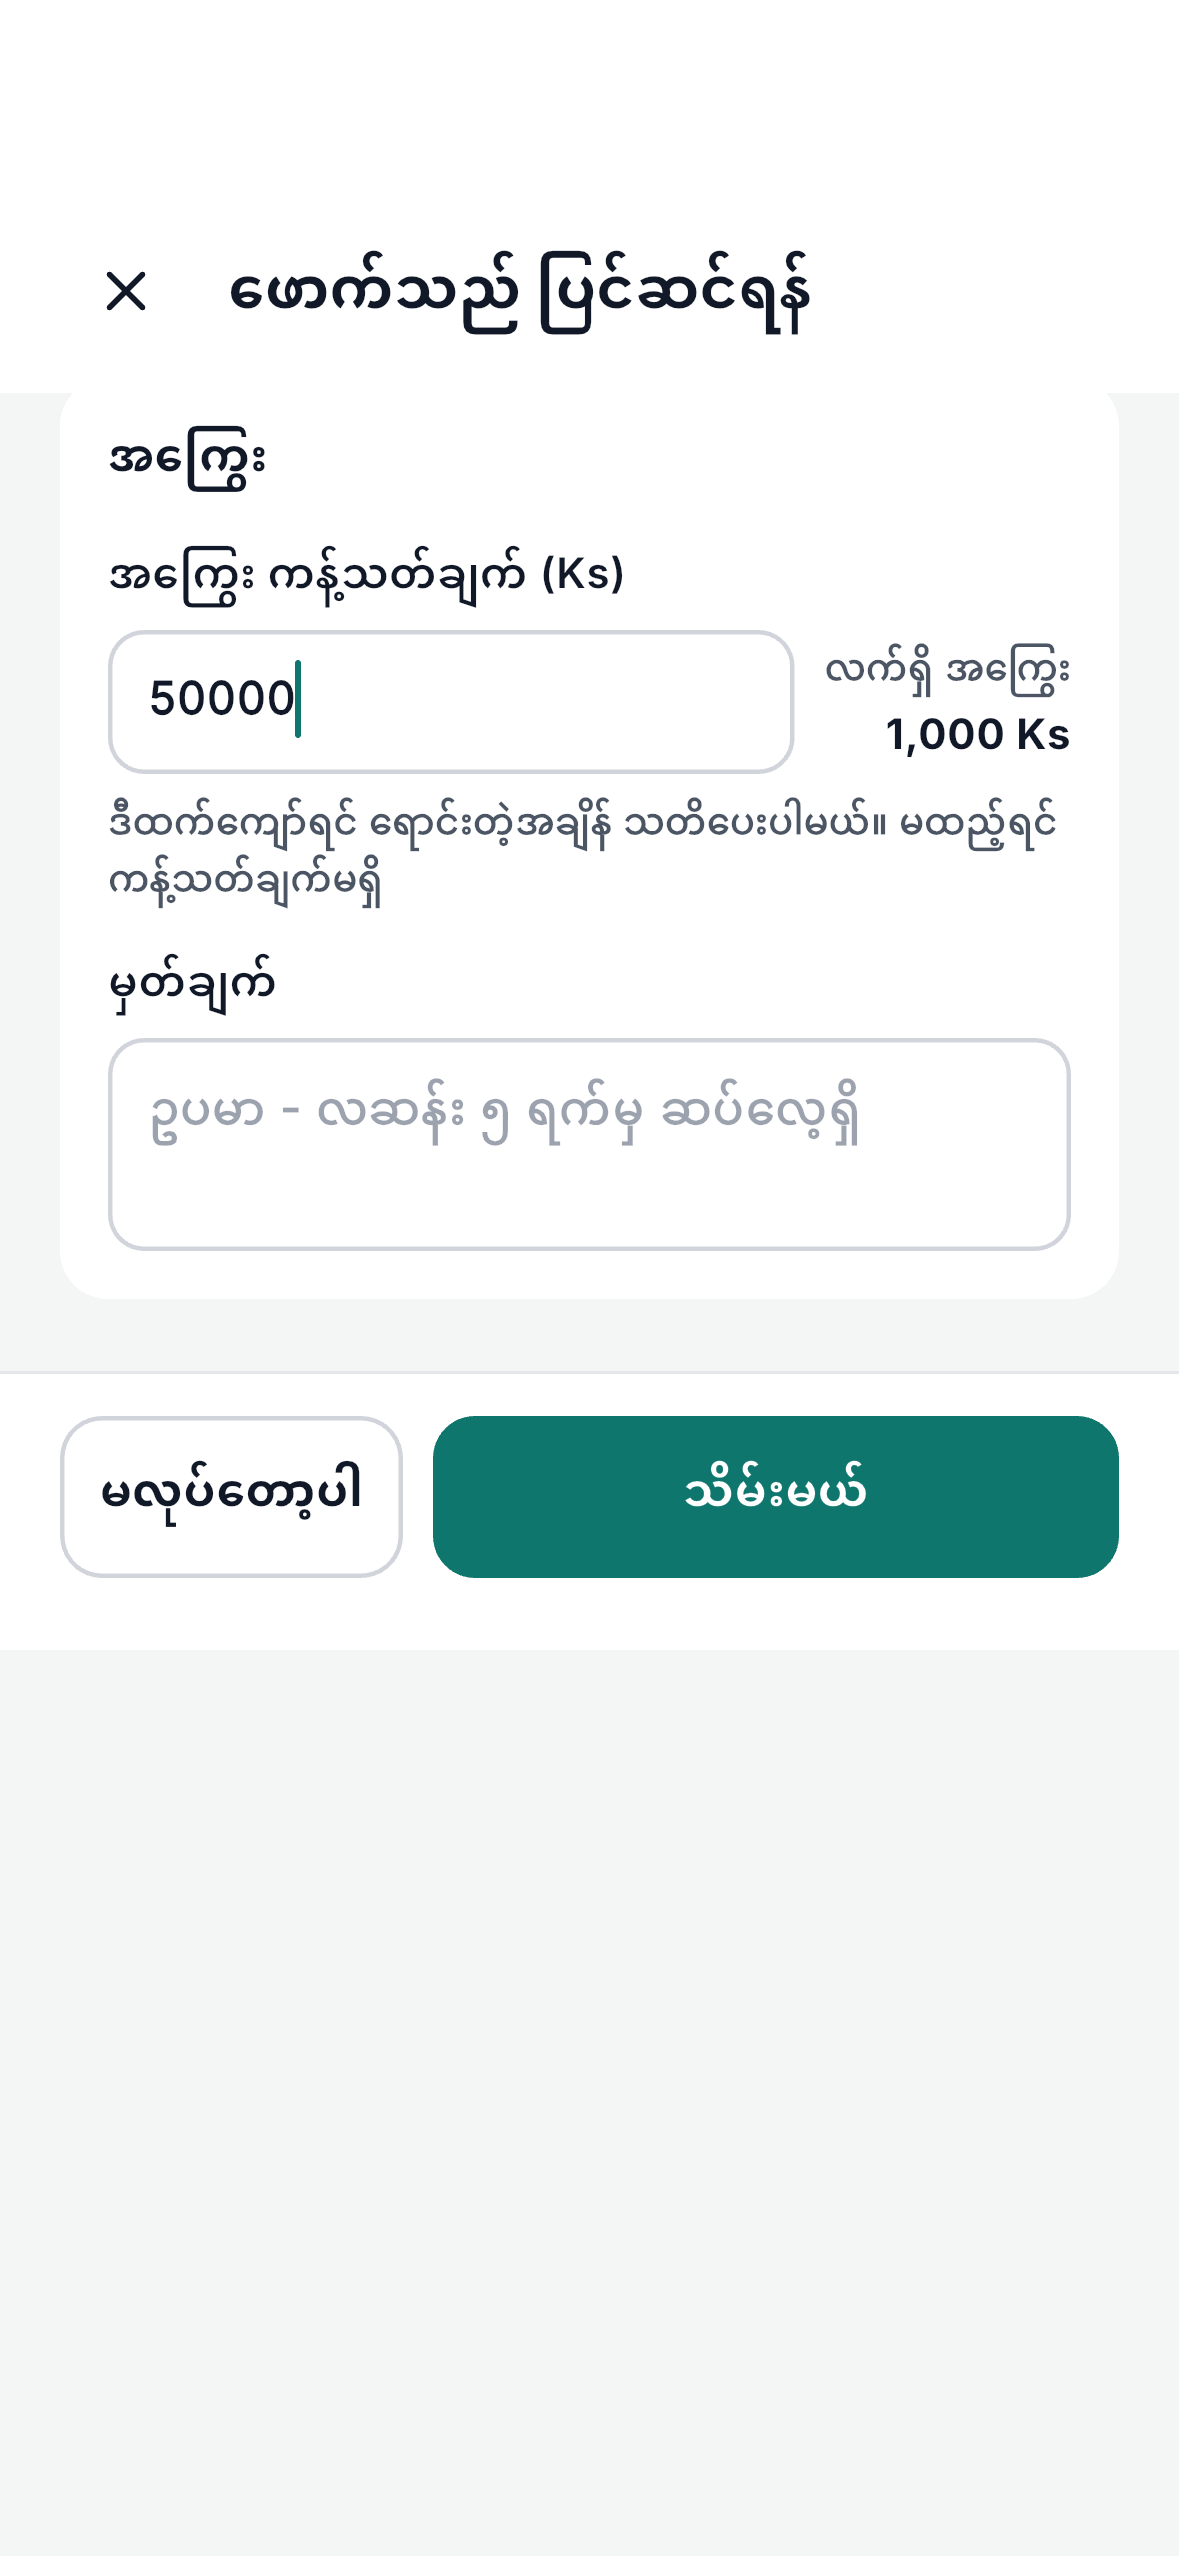 ဖောက်သည် ပြင်ဆင်ရန်
အကြွေး
အကြွေး ကန့်သတ်ချက် (Ks)
50000
လက်ရှိ အကြွေး
1,000 Ks
ဒီထက်ကျော်ရင် ရောင်းတဲ့အချိန် သတိပေးပါမယ်။ မထည့်ရင်
ကန့်သတ်ချက်မရှိ
မှတ်ချက်
ဥပမာ - လဆန်း ၅ ရက်မှ ဆပ်လေ့ရှိ
မလုပ်တော့ပါ
သိမ်းမယ်